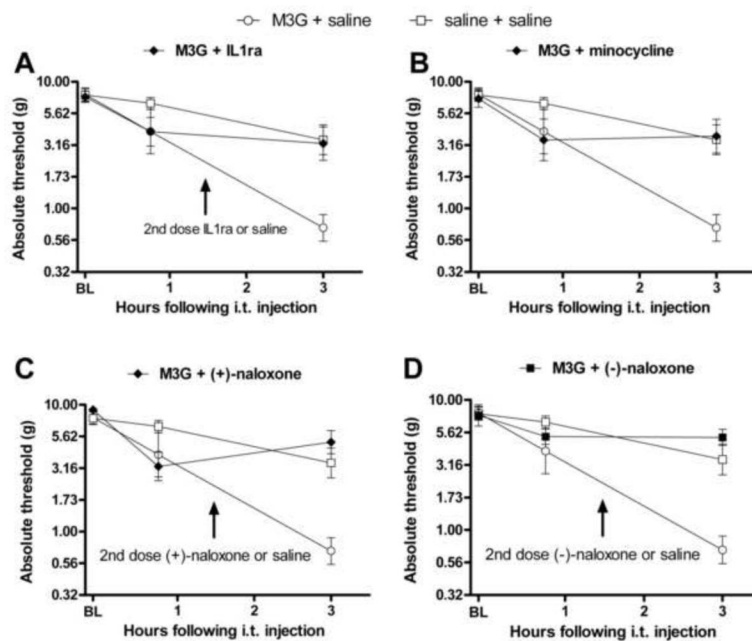 M3G + saline
saline + saline
A
M3G + IL1ra
Absolute threshold (g)
10.00
5.62
3.16
1.73
1.00
0.56
0.32
2nd dose IL1ra or saline
BL
1
2
3
Hours following i.t. injection
B
M3G + minocycline
Absolute threshold (g)
10.00
5.62
3.16
1.73
1.00
0.56
0.32
BL
1
2
3
Hours following i.t. injection
C
M3G + (+)-naloxone
Absolute threshold (g)
10.00
5.62
3.16
1.73
1.00
0.56
0.32
2nd dose (+)-naloxone or saline
BL
1
2
3
Hours following i.t. injection
D
M3G + (-)-naloxone
Absolute threshold (g)
10.00
5.62
3.16
1.73
1.00
0.56
0.32
2nd dose (-)-naloxone or saline
BL
1
2
3
Hours following i.t. injection